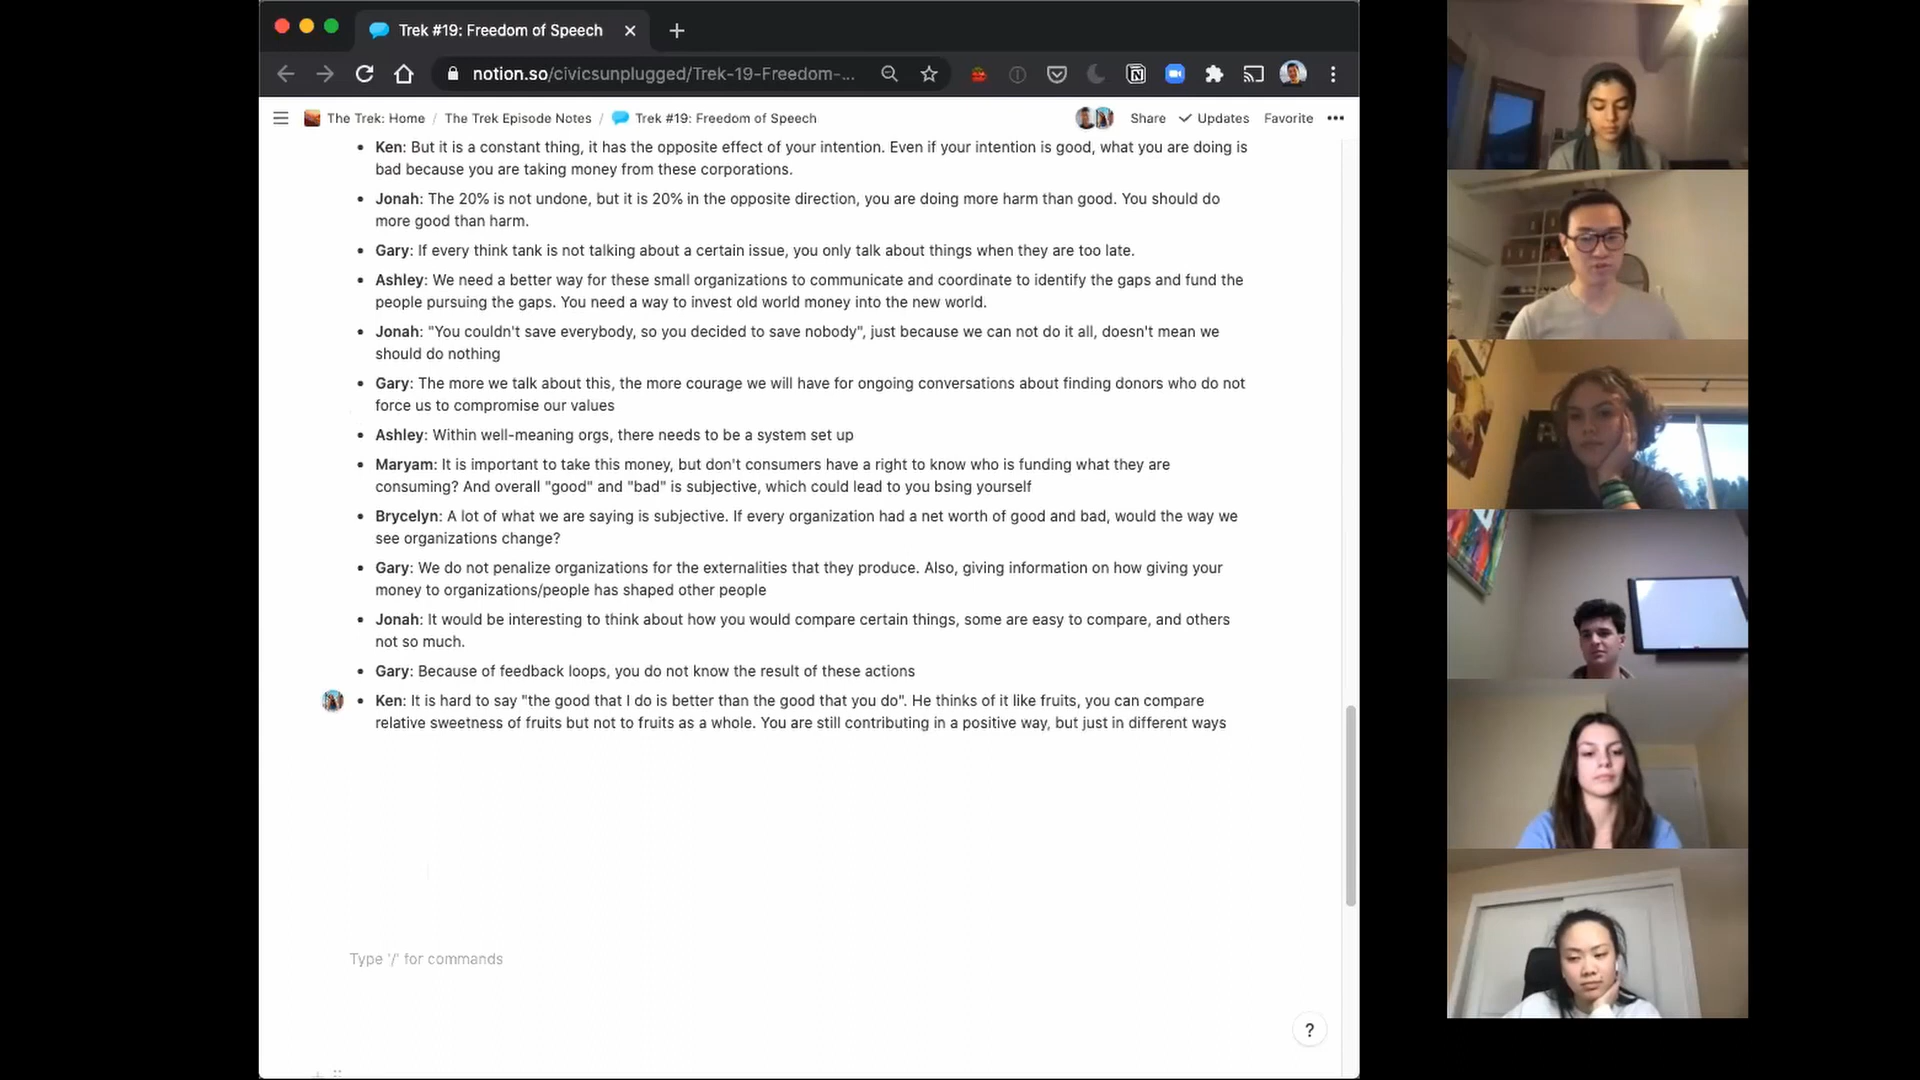 Trek #19: Freedom of Speech
notion.so/civicsunplugged/Trek-19-Freedom-...
The Trek: Home / The Trek Episode Notes / Trek #19: Freedom of Speech
Share Updates Favorite
Ken: But it is a constant thing, it has the opposite effect of your intention. Even if your intention is good, what you are doing is
bad because you are taking money from these corporations.
Jonah: The 20% is not undone, but it is 20% in the opposite direction, you are doing more harm than good. You should do
more good than harm.
Gary: If every think tank is not talking about a certain issue, you only talk about things when they are too late.
Ashley: We need a better way for these small organizations to communicate and coordinate to identify the gaps and fund the
people pursuing the gaps. You need a way to invest old world money into the new world.
Jonah: "You couldn't save everybody, so you decided to save nobody", just because we can not do it all, doesn't mean we
should do nothing
Gary: The more we talk about this, the more courage we will have for ongoing conversations about finding donors who do not
force us to compromise our values
Ashley: Within well-meaning orgs, there needs to be a system set up
Maryam: It is important to take this money, but don't consumers have a right to know who is funding what they are
consuming? And overall "good" and "bad" is subjective, which could lead to you bsing yourself
Brycelyn: A lot of what we are saying is subjective. If every organization had a net worth of good and bad, would the way we
see organizations change?
Gary: We do not penalize organizations for the externalities that they produce. Also, giving information on how giving your
money to organizations/people has shaped other people
Jonah: It would be interesting to think about how you would compare certain things, some are easy to compare, and others
not so much.
Gary: Because of feedback loops, you do not know the result of these actions
Ken: It is hard to say "the good that I do is better than the good that you do". He thinks of it like fruits, you can compare
relative sweetness of fruits but not to fruits as a whole. You are still contributing in a positive way, but just in different ways
Type '/' for commands
?